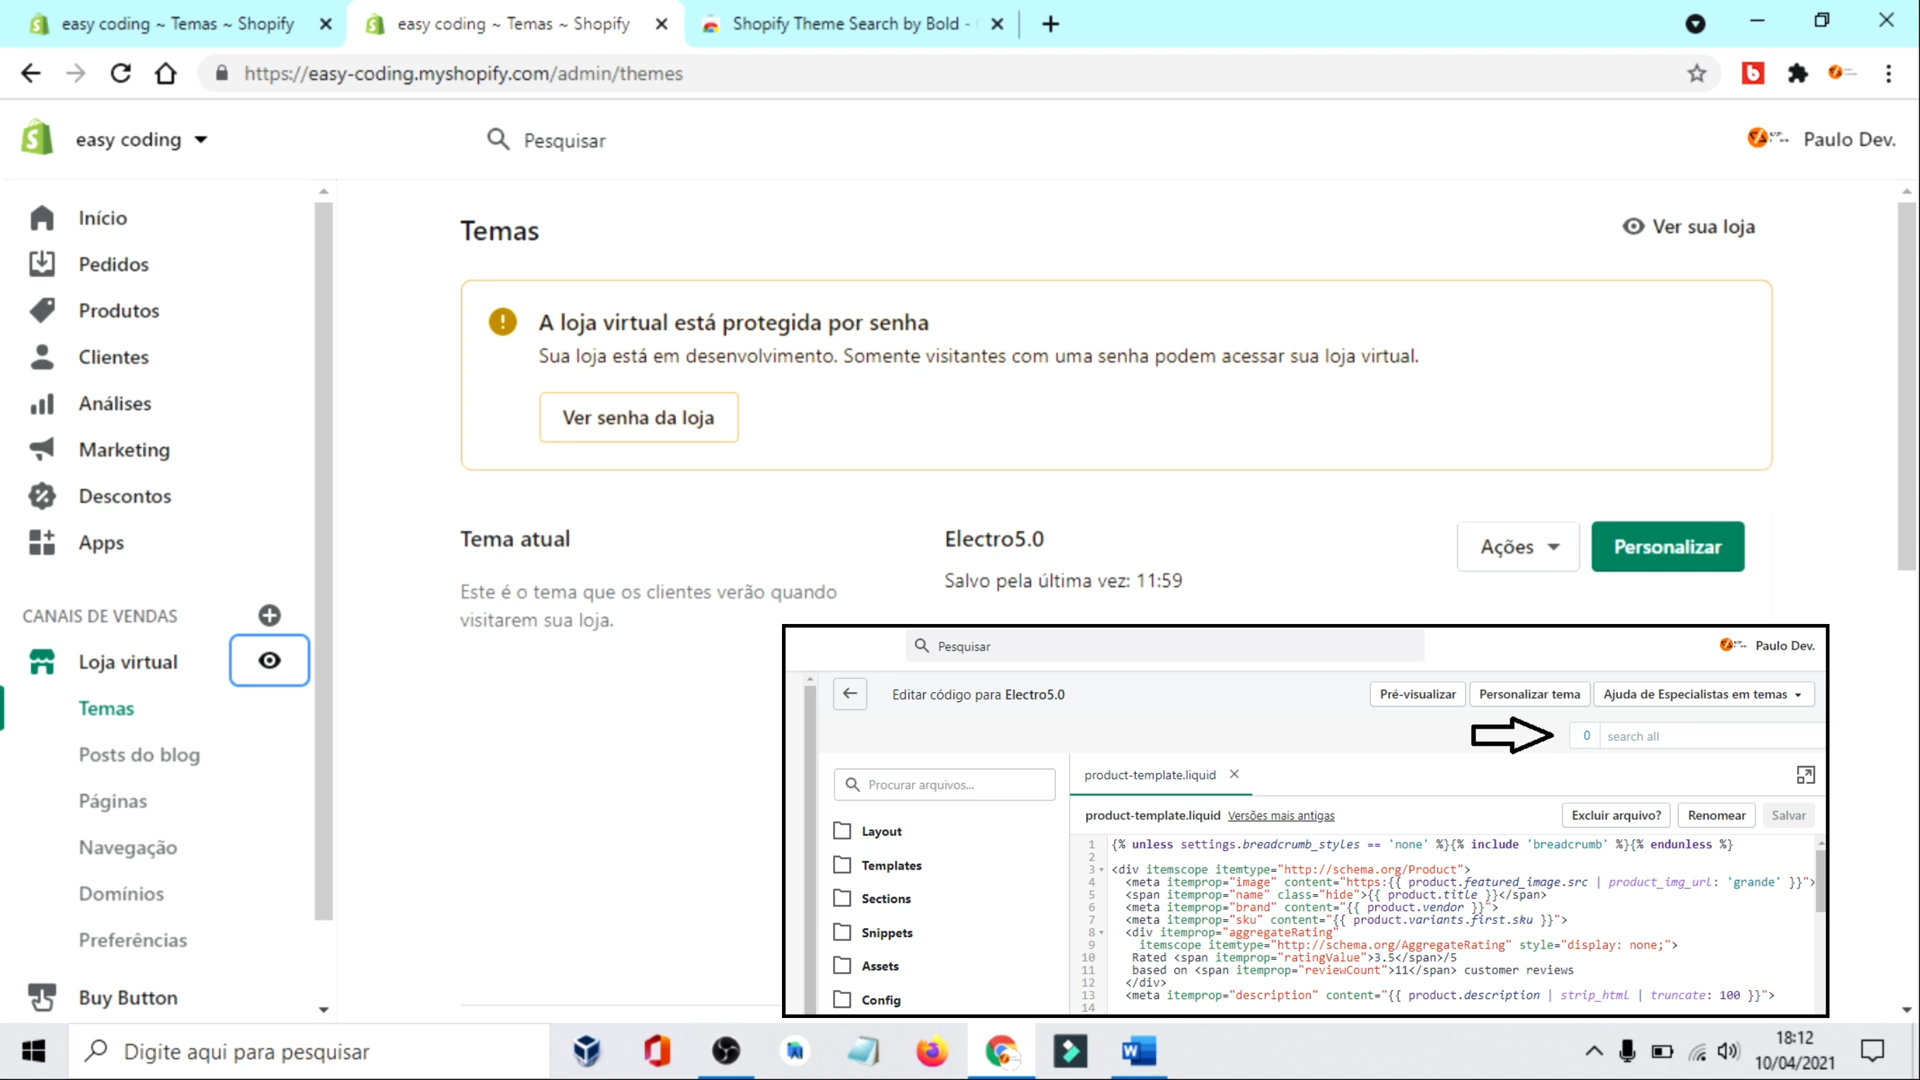 easy coding ~ Temas ~ Shopify
easy coding ~ Temas ~ Shopify
Shopify Theme Search by Bold -
https://easy-coding.myshopify.com/admin/themes
easy coding
Pesquisar
Paulo Dev.
Início
Pedidos
Produtos
Clientes
Análises
Marketing
Descontos
Apps
CANAIS DE VENDAS
Loja virtual
Temas
Posts do blog
Páginas
Navegação
Domínios
Preferências
Buy Button
Temas
Ver sua loja
A loja virtual está protegida por senha
Sua loja está em desenvolvimento. Somente visitantes com uma senha podem acessar sua loja virtual.
Ver senha da loja
Tema atual
Este é o tema que os clientes verão quando
visitarem sua loja.
Electro5.0
Salvo pela última vez: 11:59
Ações
Personalizar
Pesquisar
Paulo Dev.
Editar código para Electro5.0
Pré-visualizar
Personalizar tema
Ajuda de Especialistas em temas
0
search all
Procurar arquivos...
Layout
Templates
Sections
Snippets
Assets
Config
product-template.liquid
product-template.liquid Versões mais antigas
Excluir arquivo?
Renomear
Salvar
1 {% unless settings.breadcrumb_styles == 'none' %}{% include 'breadcrumb' %}{% endunless %}
2
3 <div itemscope itemtype="http://schema.org/Product">
4 <meta itemprop="image" content="https:{{ product.featured_image.src | product_img_url: 'grande' }}">
5 <span itemprop="name" class="hide">{{ product.title }}</span>
6 <meta itemprop="brand" content="{{ product.vendor }}">
7 <meta itemprop="sku" content="{{ product.variants.first.sku }}">
8 <div itemprop="aggregateRating"
9 itemscope itemtype="http://schema.org/AggregateRating" style="display: none;">
10 Rated <span itemprop="ratingValue">3.5</span>/5
11 based on <span itemprop="reviewCount">11</span> customer reviews
12 </div>
13 <meta itemprop="description" content="{{ product.description | strip_html | truncate: 100 }}">
14
Digite aqui para pesquisar
18:12
10/04/2021